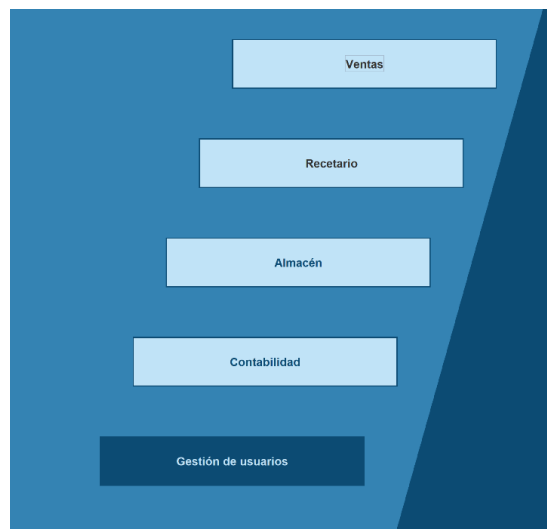 Ventas
Recetario
Almacén
Contabilidad
Gestión de usuarios